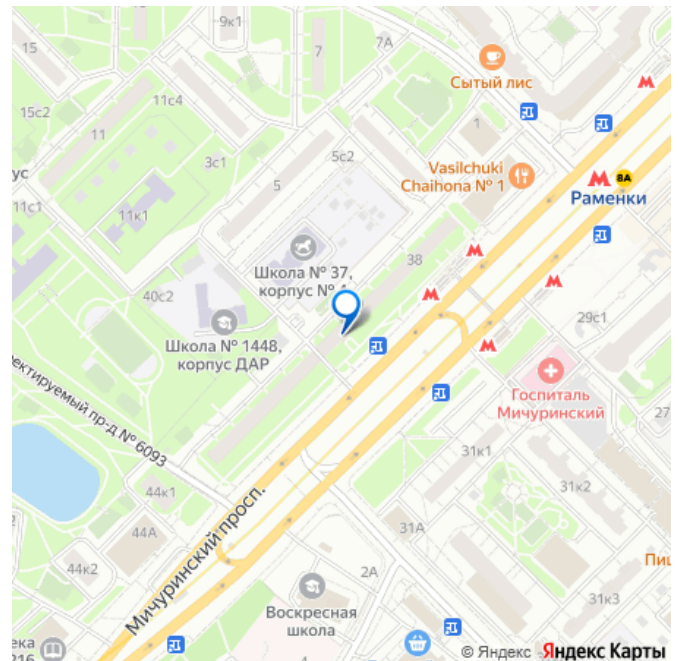 9к1
15
7
7А
Сытый лис
11с4
15с2
11
5с2
1
3с1
Vasilchuki
Chaihona № 1
8А
Раменки
ус
5
11с1
11к1
38
Школа № 37,
корпус №
40с2
29с1
Школа № 1448,
корпус ДАР
Госпиталь
Мичуринский
27
ектируемый пр-д № 6093
31к1
44к1
31к2
Мичуринский просп.
44А
31А
44к2
2А
Пиц
Воскресная
школа
31к3
ека
216
© Яндекс Яндекс Карты